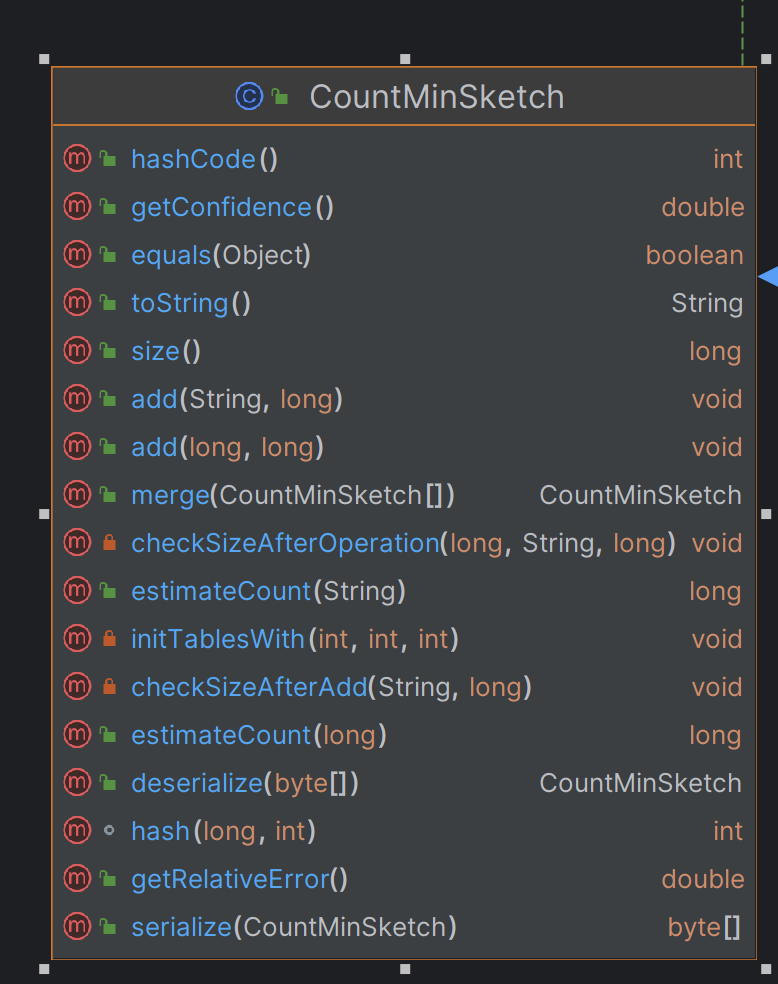 CountMinSketch
hashCode() int
getConfidence() double
equals(Object) boolean
toString() String
size() long
add(String, long) void
add(long, long) void
merge(CountMinSketch[]) CountMinSketch
checkSizeAfterOperation(long, String, long) void
estimateCount(String) long
initTablesWith(int, int, int) void
checkSizeAfterAdd(String, long) void
estimateCount(long) long
deserialize(byte[]) CountMinSketch
hash(long, int) int
getRelativeError() double
serialize(CountMinSketch) byte[]